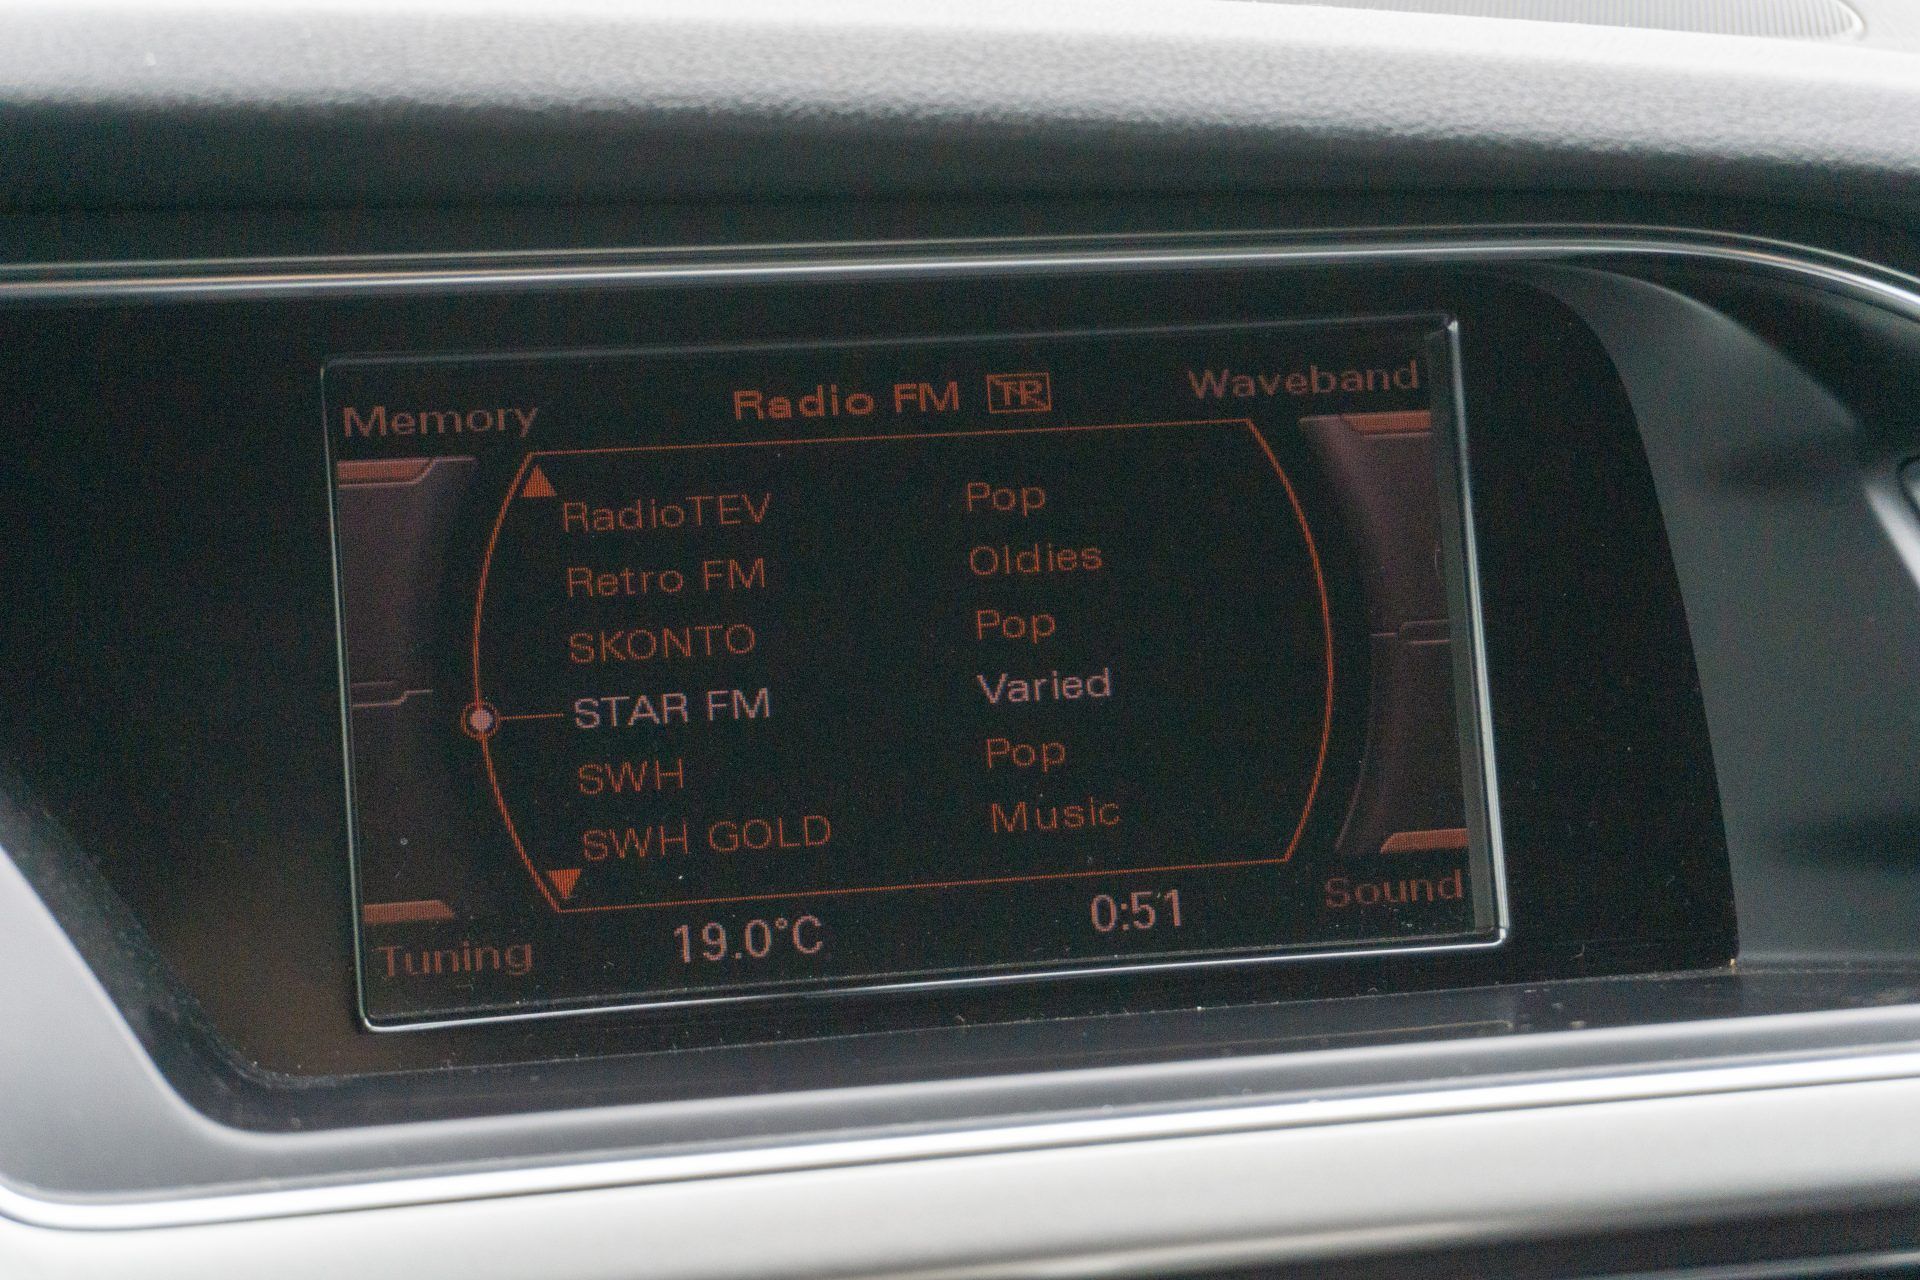 Memory
Radio FM TP
Waveband
RadioTEV Pop
Retro FM Oldies
SKONTO Pop
STAR FM Varied
SWH Pop
SWH GOLD Music
Tuning
19.0°C
0:51
Sound